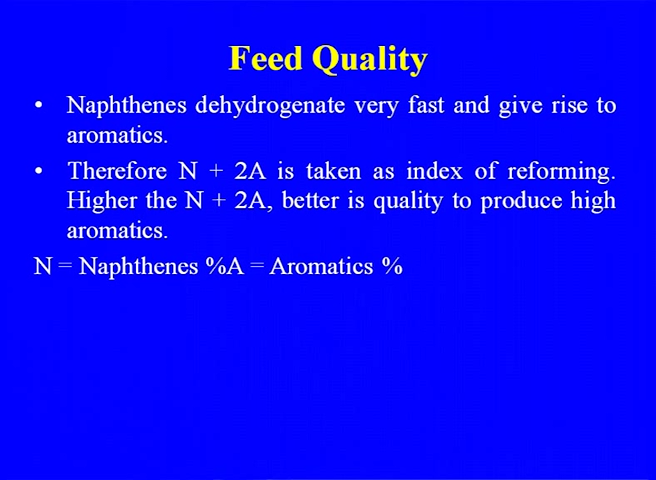 Feed Quality
• Naphthenes dehydrogenate very fast and give rise to
aromatics.
• Therefore N + 2A is taken as index of reforming.
Higher the N + 2A, better is quality to produce high
aromatics.
N = Naphthenes %A = Aromatics %